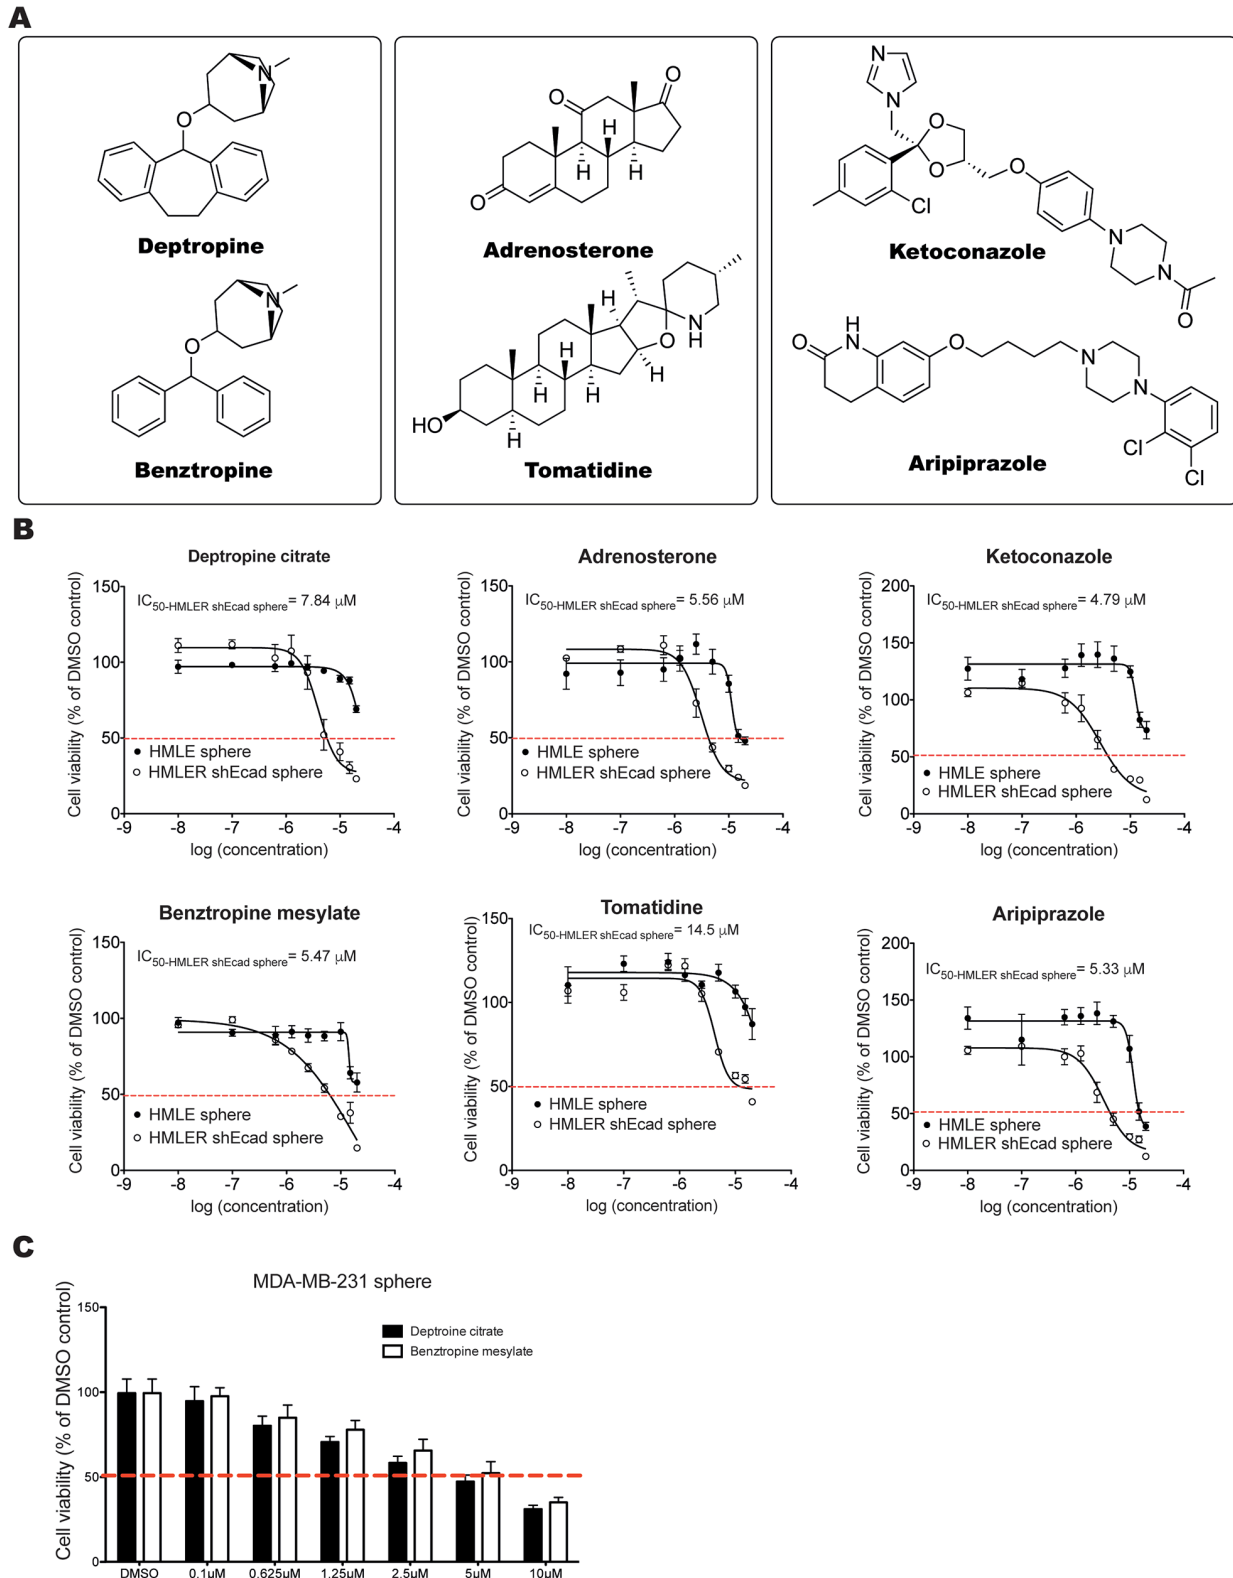 A
N
N
O
Deptropine
N
O
Benztropine
O
O
H
H
H
O
Adrenosterone
H
N
H
O
H
H
H
H
HO
H
Tomatidine
N
N
O
O
O
Cl
N
N
O
Ketoconazole
H
N
O
O
N
N
Cl
Cl
Aripiprazole
B
Deptropine citrate
Cell viability (% of DMSO control)
150
100
50
0
IC50-HMLER shEcad sphere= 7.84 μM
HMLE sphere
HMLER shEcad sphere
-9 -8 -7 -6 -5 -4
log (concentration)
Adrenosterone
Cell viability (% of DMSO control)
150
100
50
0
IC50-HMLER shEcad sphere= 5.56 μM
HMLE sphere
HMLER shEcad sphere
-9 -8 -7 -6 -5 -4
log (concentration)
Ketoconazole
Cell viability (% of DMSO control)
200
150
100
50
0
IC50-HMLER shEcad sphere= 4.79 μM
HMLE sphere
HMLER shEcad sphere
-9 -8 -7 -6 -5 -4
log (concentration)
Benztropine mesylate
Cell viability (% of DMSO control)
150
100
50
0
IC50-HMLER shEcad sphere= 5.47 μM
HMLE sphere
HMLER shEcad sphere
-9 -8 -7 -6 -5 -4
log (concentration)
Tomatidine
Cell viability (% of DMSO control)
150
100
50
0
IC50-HMLER shEcad sphere= 14.5 μM
HMLE sphere
HMLER shEcad sphere
-9 -8 -7 -6 -5 -4
log (concentration)
Aripiprazole
Cell viability (% of DMSO control)
200
150
100
50
0
IC50-HMLER shEcad sphere= 5.33 μM
HMLE sphere
HMLER shEcad sphere
-9 -8 -7 -6 -5 -4
log (concentration)
C
MDA-MB-231 sphere
Cell viability (% of DMSO control)
150
100
50
0
Deptroine citrate
Benztropine mesylate
DMSO 0.1μM 0.625μM 1.25μM 2.5μM 5μM 10μM